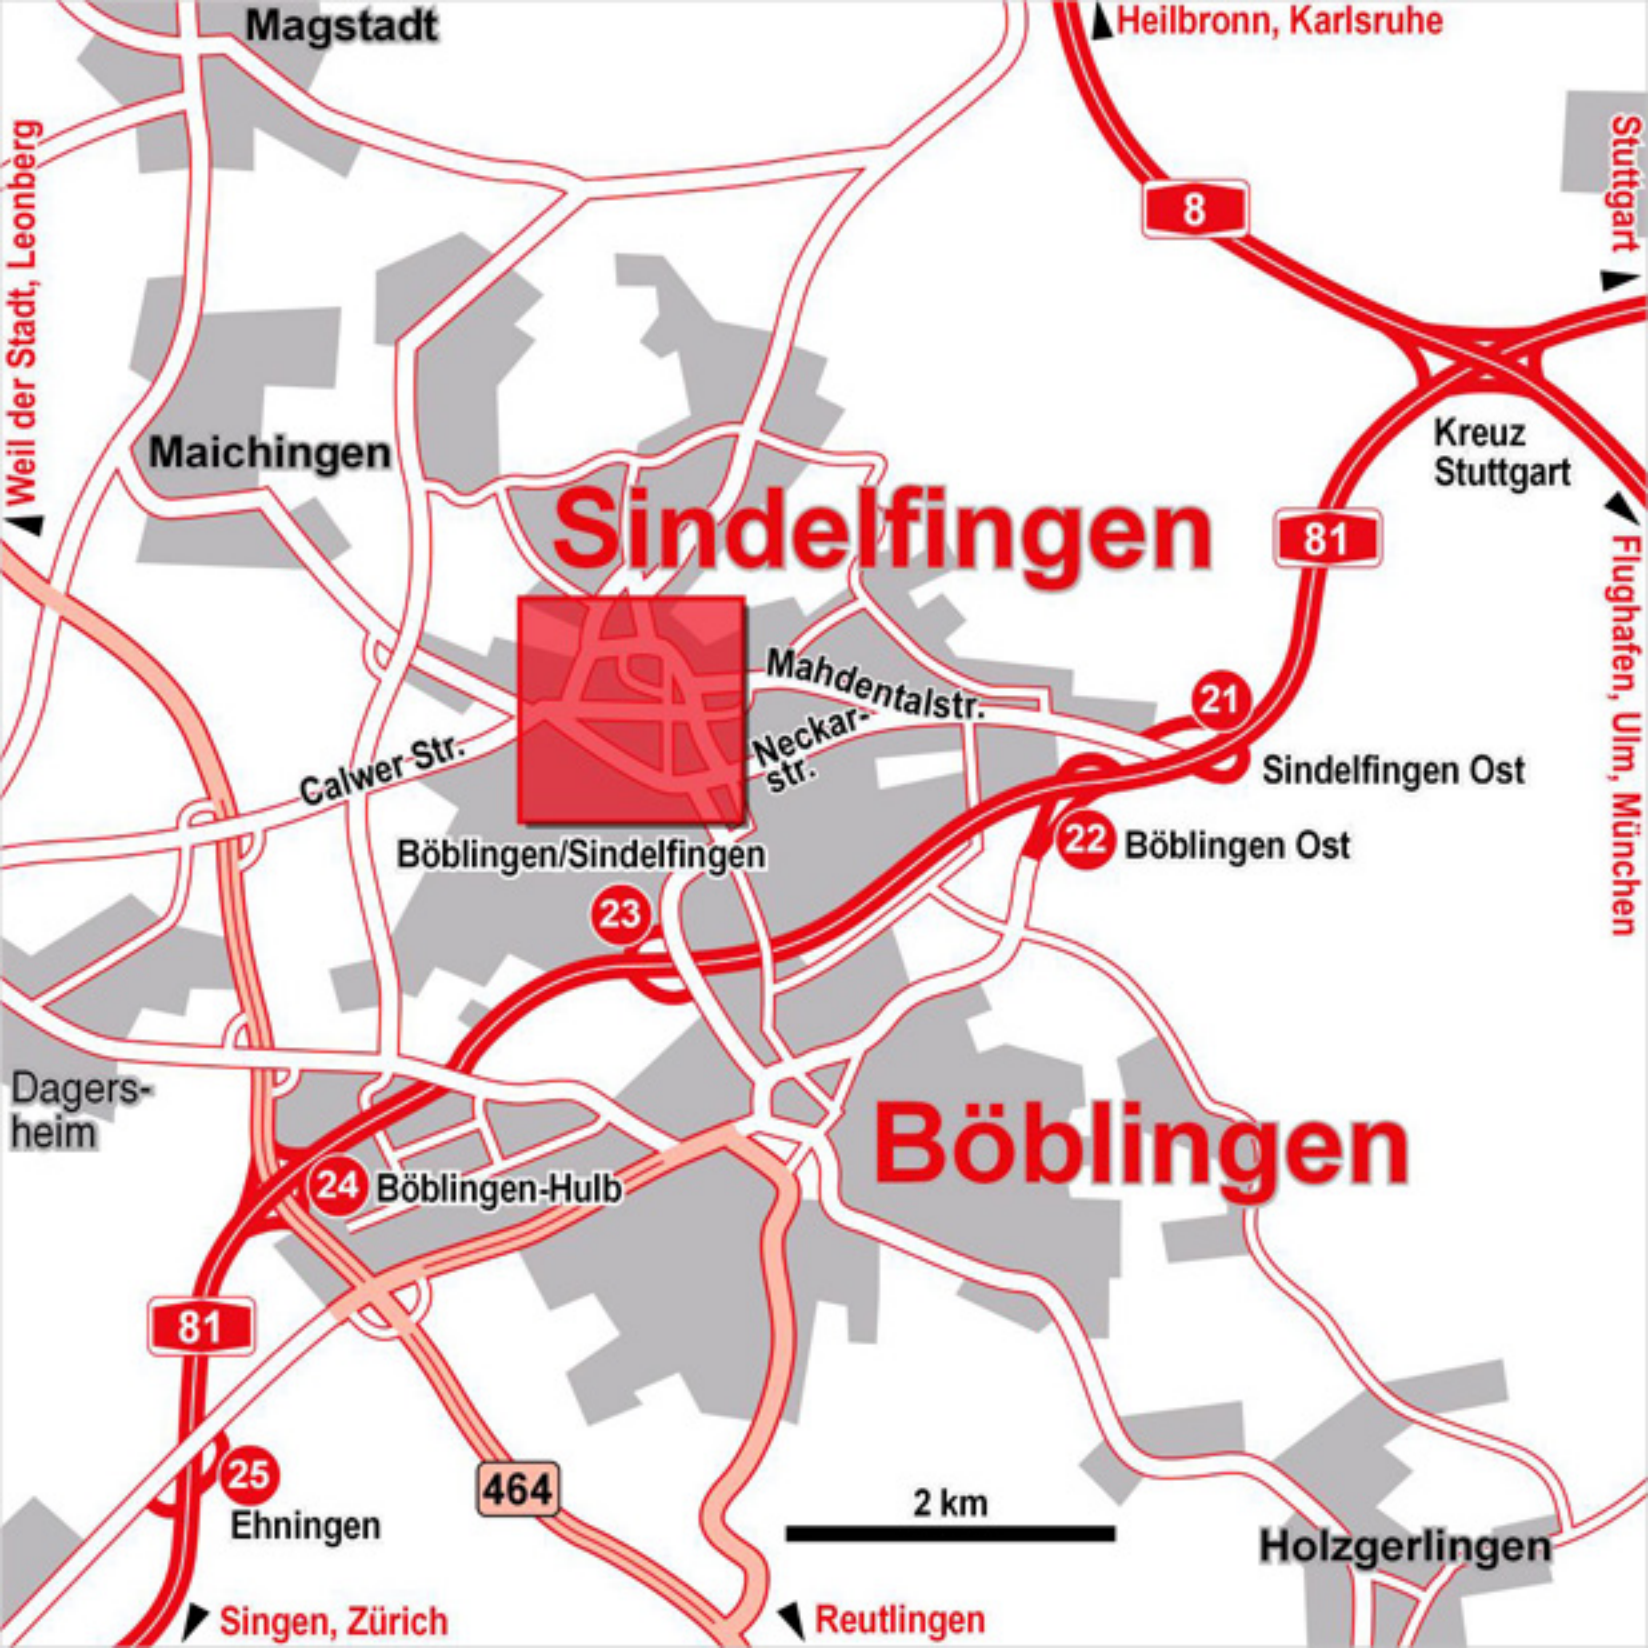 Magstadt
Heilbronn, Karlsruhe
Stuttgart
Weil der Stadt, Leonberg
8
Maichingen
Kreuz
Stuttgart
Sindelfingen
81
Flughafen, Ulm, München
Mahdentalstr.
Neckar-
str.
21
Sindelfingen Ost
Calwer Str.
22
Böblingen Ost
Böblingen/Sindelfingen
23
Dagers-
heim
Böblingen
24
Böblingen-Hulb
81
25
Ehningen
464
2 km
Holzgerlingen
Singen, Zürich
Reutlingen